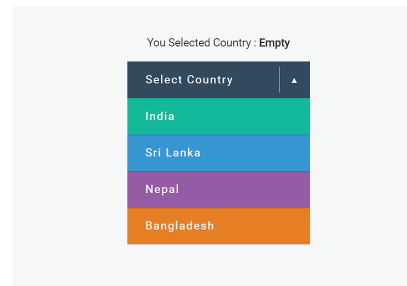 You Selected Country : Empty
Select Country ▲
India
Sri Lanka
Nepal
Bangladesh